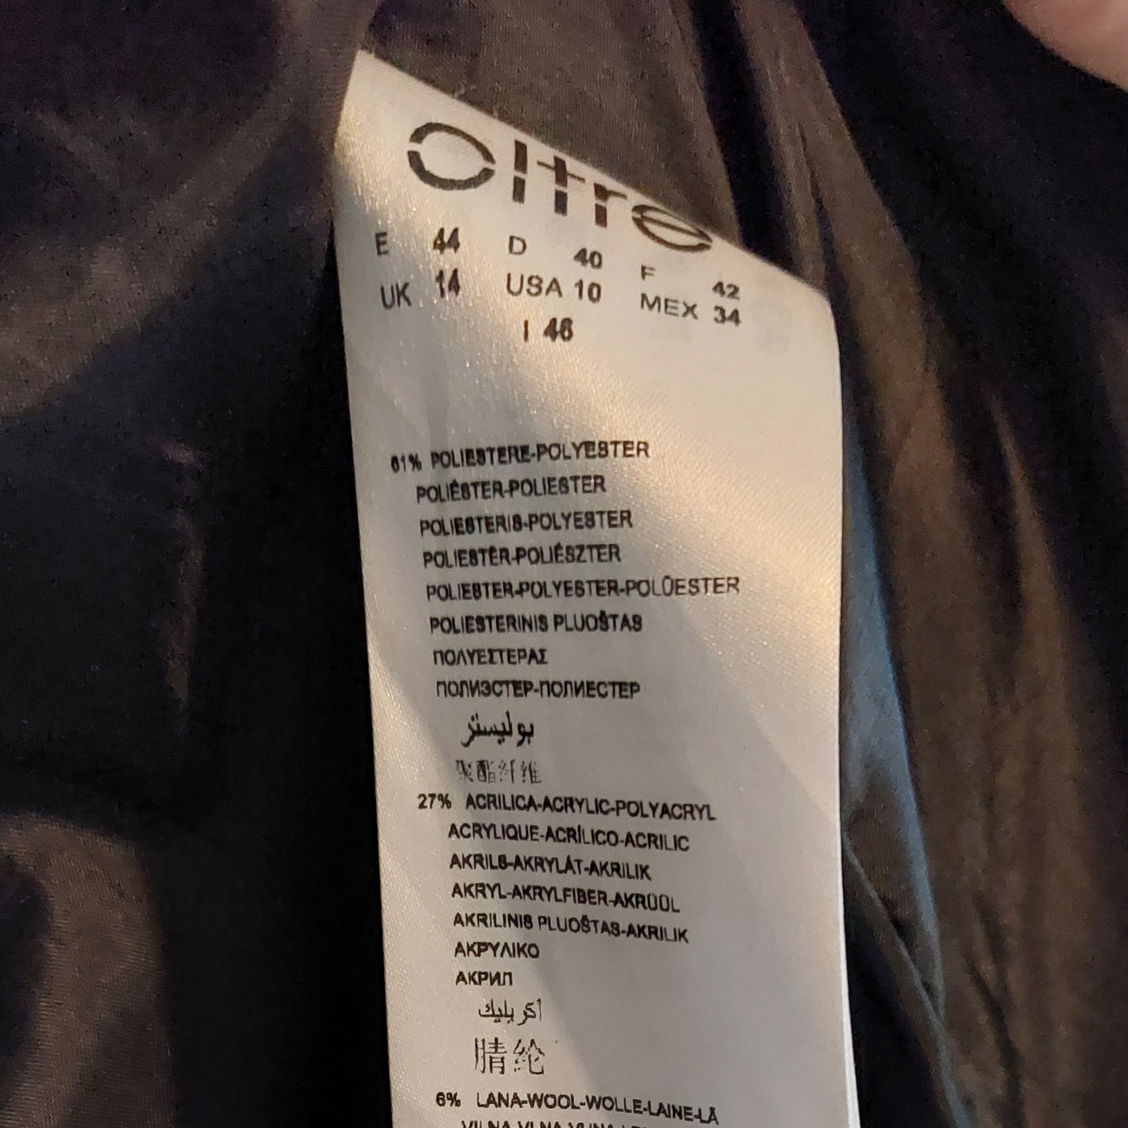 oltre
E 44 D 40 F 42
UK 14 USA 10 MEX 34
I 46
61% POLIESTERE-POLYESTER
POLIÉSTER-POLIESTER
POLIESTERIS-POLYESTER
POLIESTÉR-POLIÉSZTER
POLIESTER-POLYESTER-POLÜESTER
POLIESTERINIS PLUOŠTAS
ΠΟΛΥΕΣΤΕΡΑΣ
ПОЛИЭСТЕР-ПОЛИЕСТЕР
بوليستر
聚酯纤维
27% ACRILICA-ACRYLIC-POLYACRYL
ACRYLIQUE-ACRÍLICO-ACRILIC
AKRILS-AKRYLÁT-AKRILIK
AKRYL-AKRYLFIBER-AKRÜÜL
AKRILINIS PLUOŠTAS-AKRILIK
ΑΚΡΥΛΙΚΟ
АКРИЛ
أكريليك
腈纶
6% LANA-WOOL-WOLLE-LAINE-LÃ